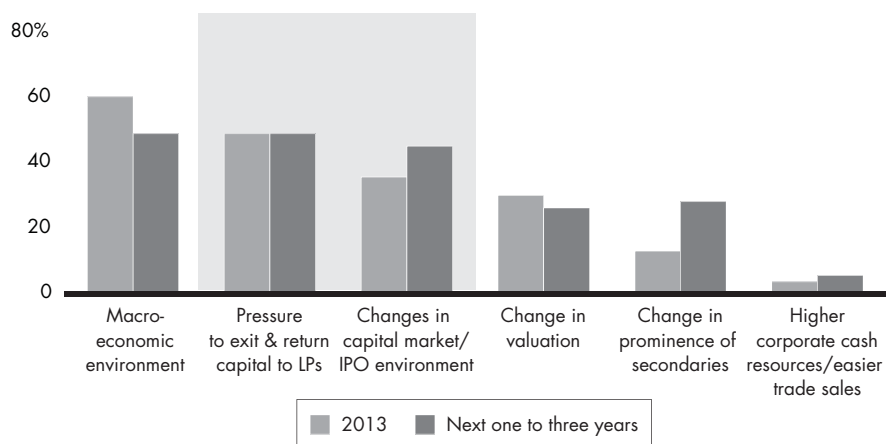 80%
60
40
20
0
Macro-
economic
environment
Pressure
to exit & return
capital to LPs
Changes in
capital market/
IPO environment
Change in
valuation
Change in
prominence of
secondaries
Higher
corporate cash
resources/easier
trade sales
2013
Next one to three years